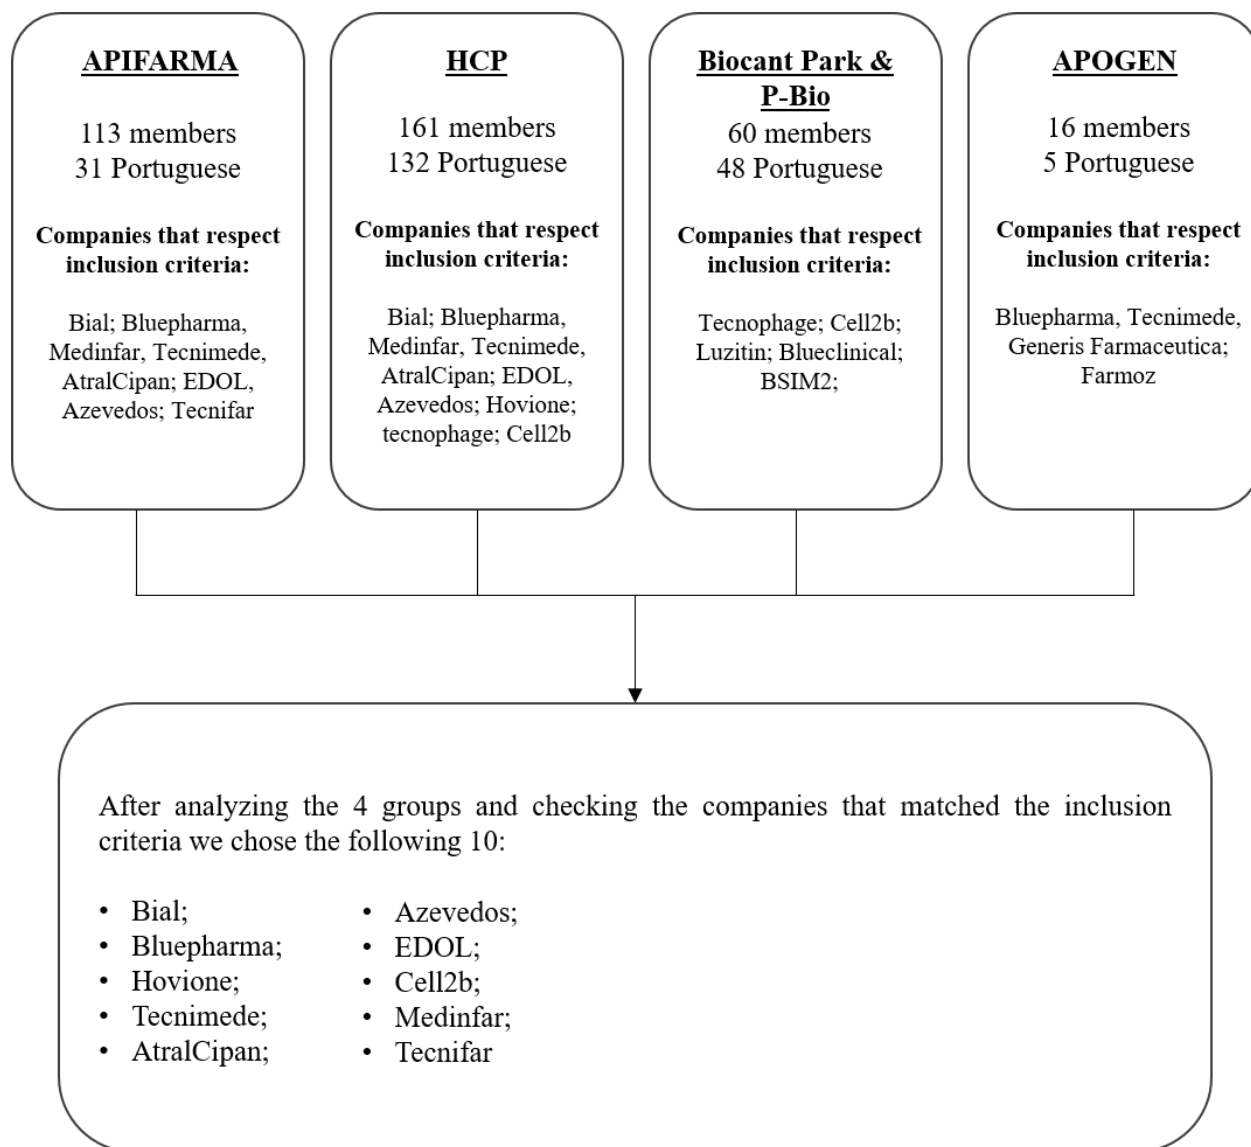 APIFARMA
113 members
31 Portuguese
Companies that respect
inclusion criteria:
Bial; Bluepharma,
Medinfar, Tecnimede,
AtralCipan; EDOL,
Azevedos; Tecnifar
HCP
161 members
132 Portuguese
Companies that respect
inclusion criteria:
Bial; Bluepharma,
Medinfar, Tecnimede,
AtralCipan; EDOL,
Azevedos; Hovione;
tecnophage; Cell2b
Biocant Park &
P-Bio
60 members
48 Portuguese
Companies that respect
inclusion criteria:
Tecnophage; Cell2b;
Luzitin; Blueclinical;
BSIM2;
APOGEN
16 members
5 Portuguese
Companies that respect
inclusion criteria:
Bluepharma, Tecnimede,
Generis Farmaceutica;
Farmoz
After analyzing the 4 groups and checking the companies that matched the inclusion
criteria we chose the following 10:
• Bial;
• Bluepharma;
• Hovione;
• Tecnimede;
• AtralCipan;
• Azevedos;
• EDOL;
• Cell2b;
• Medinfar;
• Tecnifar